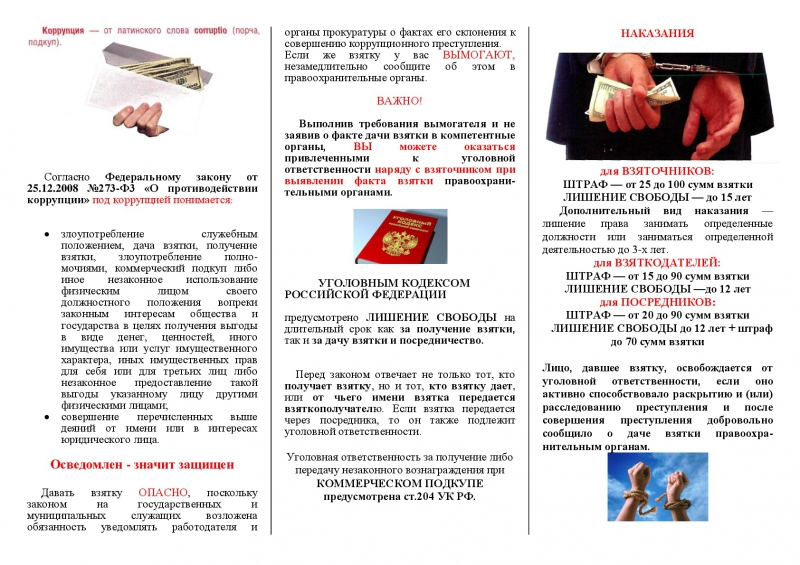 Коррупция — от латинского слова corruptio (порча,
подкуп).
Согласно Федеральному закону от
25.12.2008 №273-ФЗ «О противодействии
коррупции» под коррупцией понимается:
• злоупотребление служебным
положением, дача взятки, получение
взятки, злоупотребление полно-
мочиями, коммерческий подкуп либо
иное незаконное использование
физическим лицом своего
должностного положения вопреки
законным интересам общества и
государства в целях получения выгоды
в виде денег, ценностей, иного
имущества или услуг имущественного
характера, иных имущественных прав
для себя или для третьих лиц либо
незаконное предоставление такой
выгоды указанному лицу другими
физическими лицами;
• совершение перечисленных выше
деяний от имени или в интересах
юридического лица.
Осведомлен - значит защищен
Давать взятку ОПАСНО, поскольку
законом на государственных и
муниципальных служащих возложена
обязанность уведомлять работодателя и
органы прокуратуры о фактах его склонения к
совершению коррупционного преступления.
Если же взятку у вас ВЫМОГАЮТ,
незамедлительно сообщите об этом в
правоохранительные органы.
ВАЖНО!
Выполнив требования вымогателя и не
заявив о факте дачи взятки в компетентные
органы, ВЫ можете оказаться
привлеченными к уголовной
ответственности наряду с взяточником при
выявлении факта взятки правоохрани-
тельными органами.
УГОЛОВНЫЙ
КОДЕКС
УГОЛОВНЫМ КОДЕКСОМ
РОССИЙСКОЙ ФЕДЕРАЦИИ
предусмотрено ЛИШЕНИЕ СВОБОДЫ на
длительный срок как за получение взятки,
так и за дачу взятки и посредничество.
Перед законом отвечает не только тот, кто
получает взятку, но и тот, кто взятку дает,
или от чьего имени взятка передается
взяткополучателю. Если взятка передается
через посредника, то он также подлежит
уголовной ответственности.
Уголовная ответственность за получение либо
передачу незаконного вознаграждения при
КОММЕРЧЕСКОМ ПОДКУПЕ
предусмотрена ст.204 УК РФ.
НАКАЗАНИЯ
для ВЗЯТОЧНИКОВ:
ШТРАФ — от 25 до 100 сумм взятки
ЛИШЕНИЕ СВОБОДЫ — до 15 лет
Дополнительный вид наказания —
лишение права занимать определенные
должности или заниматься определенной
деятельностью до 3-х лет.
для ВЗЯТКОДАТЕЛЕЙ:
ШТРАФ — от 15 до 90 сумм взятки
ЛИШЕНИЕ СВОБОДЫ —до 12 лет
для ПОСРЕДНИКОВ:
ШТРАФ — от 20 до 90 сумм взятки
ЛИШЕНИЕ СВОБОДЫ до 12 лет + штраф
до 70 сумм взятки
Лицо, давшее взятку, освобождается от
уголовной ответственности, если оно
активно способствовало раскрытию и (или)
расследованию преступления и после
совершения преступления добровольно
сообщило о даче взятки правоохра-
нительным органам.